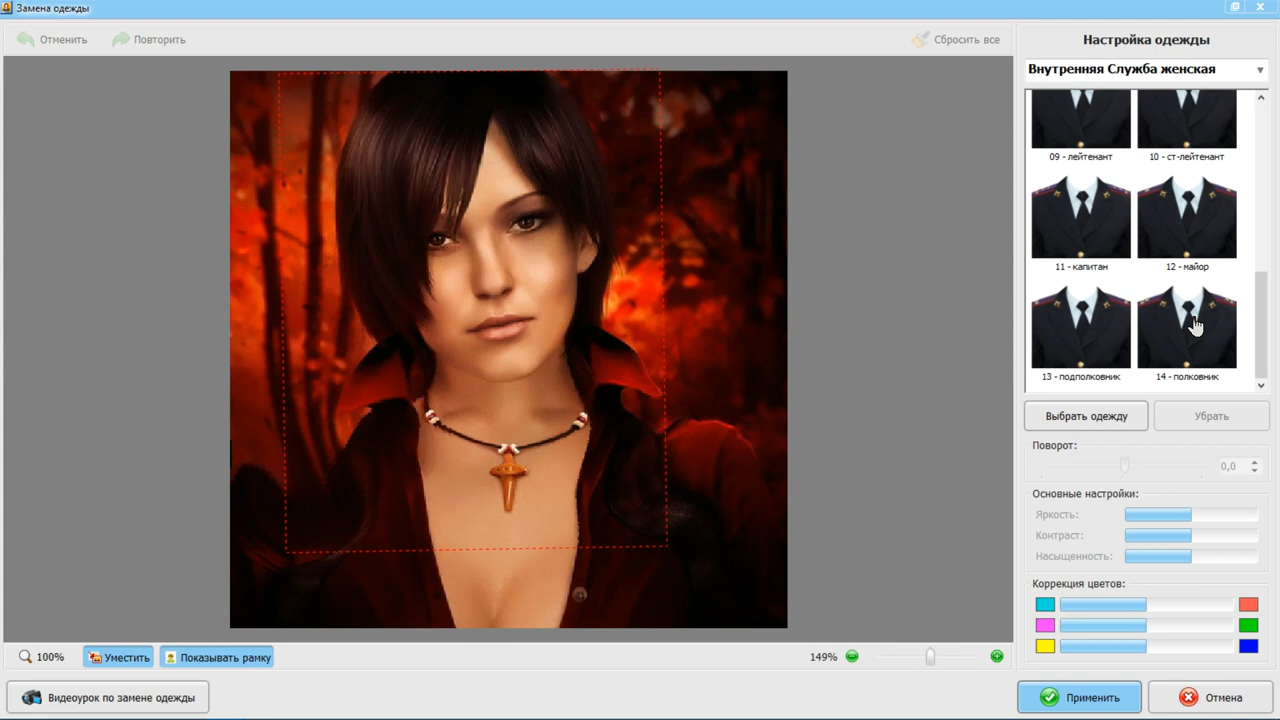 Замена одежды
Отменить
Повторить
Сбросить все
Настройка одежды
Внутренняя Служба женская
09 - лейтенант
10 - ст-лейтенант
11 - капитан
12 - майор
13 - подполковник
14 - полковник
Выбрать одежду
Убрать
Поворот:
0,0
Основные настройки:
Яркость:
Контраст:
Насыщенность:
Коррекция цветов:
100%
Уместить
Показывать рамку
149%
Видеоурок по замене одежды
Применить
Отмена